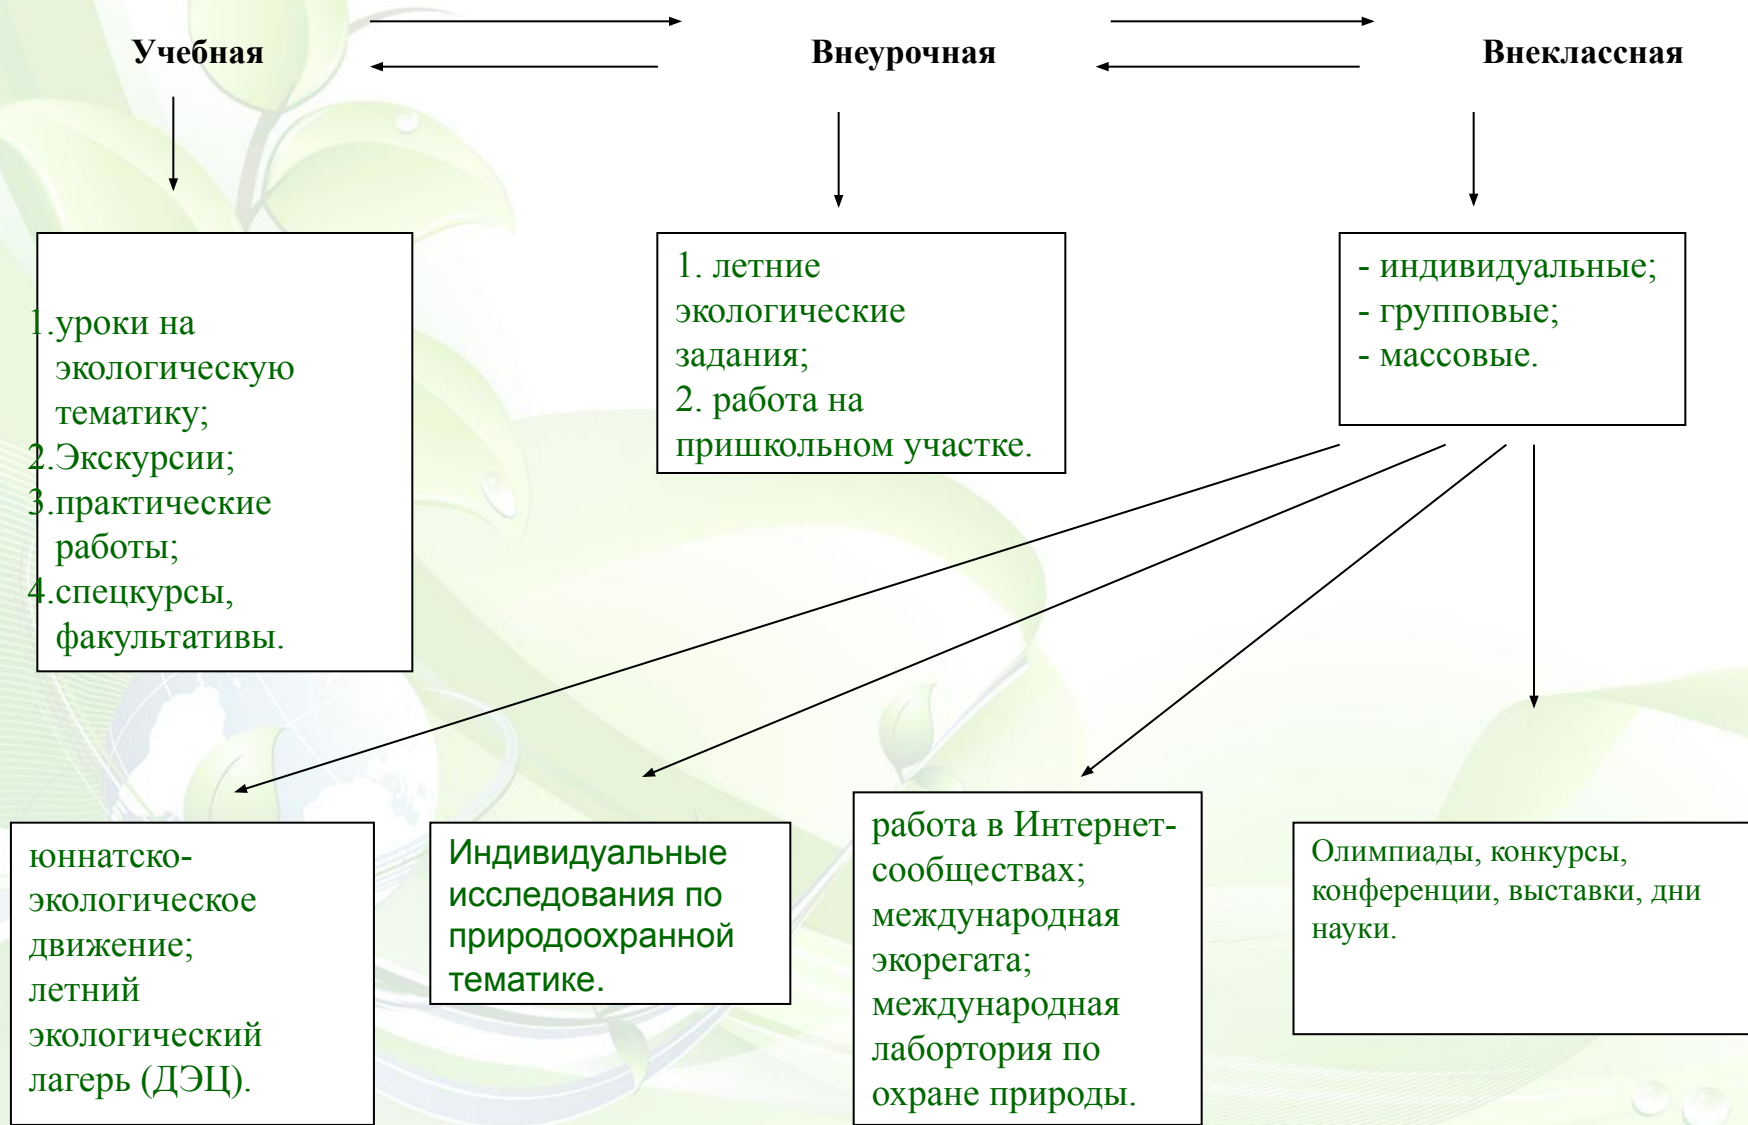 Учебная
Внеурочная
Внеклассная
1.уроки на
экологическую
тематику;
2.Экскурсии;
3.практические
работы;
4.спецкурсы,
факультативы.
1. летние
экологические
задания;
2. работа на
пришкольном участке.
- индивидуальные;
- групповые;
- массовые.
юннатско-
экологическое
движение;
летний
экологический
лагерь (ДЭЦ).
Индивидуальные
исследования по
природоохранной
тематике.
работа в Интернет-
сообществах;
международная
экорегата;
международная
лабортория по
охране природы.
Олимпиады, конкурсы,
конференции, выставки, дни
науки.